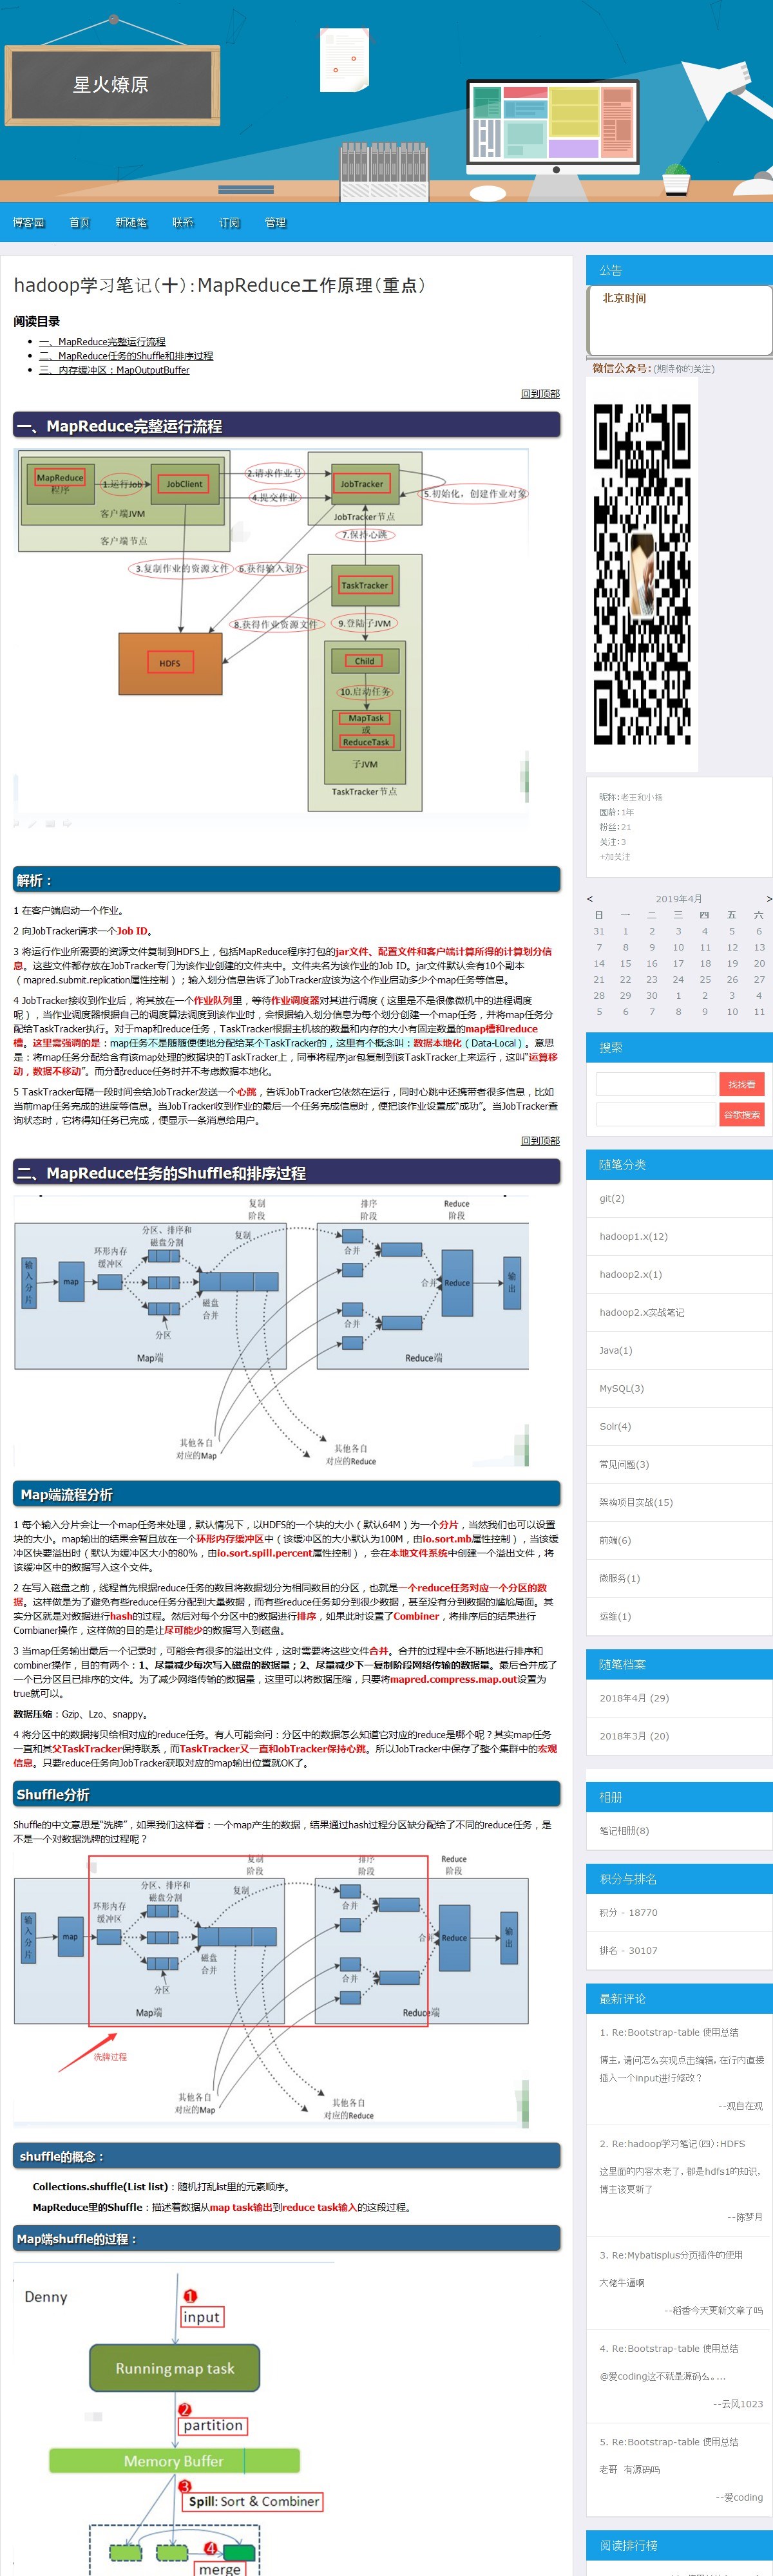 星火燎原
博客园 首页 新随笔 联系 订阅 管理
hadoop学习笔记(十):MapReduce工作原理(重点)
阅读目录
一、MapReduce完整运行流程
二、MapReduce任务的Shuffle和排序过程
三、内存缓冲区：MapOutputBuffer
回到顶部
一、MapReduce完整运行流程
MapReduce
程序
1.运行Job
JobClient
客户端JVM
客户端节点
2.请求作业号
4.提交作业
JobTracker
JobTracker节点
5.初始化，创建作业对象
3.复制作业的资源文件
6.获得输入划分
7.保持心跳
TaskTracker
8.获得作业资源文件
9.登陆子JVM
HDFS
Child
10.启动任务
MapTask
或
ReduceTask
子JVM
TaskTracker节点
解析：
1 在客户端启动一个作业。
2 向JobTracker请求一个Job ID。
3 将运行作业所需要的资源文件复制到HDFS上，包括MapReduce程序打包的jar文件、配置文件和客户端计算所得的计算划分信
息。这些文件都存放在JobTracker专门为该作业创建的文件夹中。文件夹名为该作业的Job ID。jar文件默认会有10个副本
（mapred.submit.replication属性控制）；输入划分信息告诉了JobTracker应该为这个作业启动多少个map任务等信息。
4 JobTracker接收到作业后，将其放在一个作业队列里，等待作业调度器对其进行调度（这里是不是很像微机中的进程调度
呢），当作业调度器根据自己的调度算法调度到该作业时，会根据输入划分信息为每个划分创建一个map任务，并将map任务分
配给TaskTracker执行。对于map和reduce任务，TaskTracker根据主机核的数量和内存的大小有固定数量的map槽和reduce
槽。这里需强调的是：map任务不是随随便便地分配给某个TaskTracker的，这里有个概念叫：数据本地化（Data-Local）。意思
是：将map任务分配给含有该map处理的数据块的TaskTracker上，同事将程序jar包复制到该TaskTracker上来运行，这叫“运算移
动，数据不移动”。而分配reduce任务时并不考虑数据本地化。
5 TaskTracker每隔一段时间会给JobTracker发送一个心跳，告诉JobTracker它依然在运行，同时心跳中还携带者很多信息，比如
当前map任务完成的进度等信息。当JobTracker收到作业的最后一个任务完成信息时，便把该作业设置成“成功”。当JobTracker查
询状态时，它将得知任务已完成，便显示一条消息给用户。
回到顶部
二、MapReduce任务的Shuffle和排序过程
复制
阶段
排序
阶段
Reduce
阶段
输入分片
map
环形内存
缓冲区
分区、排序和
磁盘分割
复制
分区
磁盘
合并
Map端
合并
合并
合并
Reduce
输出
Reduce端
其他各自
对应的Map
其他各自
对应的Reduce
Map端流程分析
1 每个输入分片会让一个map任务来处理，默认情况下，以HDFS的一个块的大小（默认64M）为一个分片，当然我们也可以设置
块的大小。map输出的结果会暂且放在一个环形内存缓冲区中（该缓冲区的大小默认为100M，由io.sort.mb属性控制），当该缓
冲区快要溢出时（默认为缓冲区大小的80%，由io.sort.spill.percent属性控制），会在本地文件系统中创建一个溢出文件，将
该缓冲区中的数据写入这个文件。
2 在写入磁盘之前，线程首先根据reduce任务的数目将数据划分为相同数目的分区，也就是一个reduce任务对应一个分区的数
据。这样做是为了避免有些reduce任务分配到大量数据，而有些reduce任务却分到很少数据，甚至没有分到数据的尴尬局面。其
实分区就是对数据进行hash的过程。然后对每个分区中的数据进行排序，如果此时设置了Combiner，将排序后的结果进行
Combianer操作，这样做的目的是让尽可能少的数据写入到磁盘。
3 当map任务输出最后一个记录时，可能会有很多的溢出文件，这时需要将这些文件合并。合并的过程中会不断地进行排序和
combiner操作，目的有两个：1、尽量减少每次写入磁盘的数据量；2、尽量减少下一复制阶段网络传输的数据量。最后合并成了
一个已分区且已排序的文件。为了减少网络传输的数据量，这里可以将数据压缩，只要将mapred.compress.map.out设置为
true就可以。
数据压缩：Gzip、Lzo、snappy。
4 将分区中的数据拷贝给相对应的reduce任务。有人可能会问：分区中的数据怎么知道它对应的reduce是哪个呢？其实map任务
一直和其父TaskTracker保持联系，而TaskTracker又一直和obTracker保持心跳。所以JobTracker中保存了整个集群中的宏观
信息。只要reduce任务向JobTracker获取对应的map输出位置就OK了。
Shuffle分析
Shuffle的中文意思是“洗牌”，如果我们这样看：一个map产生的数据，结果通过hash过程分区缺分配给了不同的reduce任务，是
不是一个对数据洗牌的过程呢？
复制
阶段
排序
阶段
Reduce
阶段
输入分片
map
环形内存
缓冲区
分区、排序和
磁盘分割
复制
分区
磁盘
合并
Map端
合并
合并
合并
Reduce
输出
Reduce端
洗牌过程
其他各自
对应的Map
其他各自
对应的Reduce
shuffle的概念：
Collections.shuffle(List list)：随机打乱list里的元素顺序。
MapReduce里的Shuffle：描述着数据从map task输出到reduce task输入的这段过程。
Map端shuffle的过程：
Denny
1
input
Running map task
2
partition
Memory Buffer
3
Spill: Sort & Combiner
4
merge
公告
北京时间
微信公众号:(期待你的关注)
昵称：老王和小杨
园龄：1年
粉丝：21
关注：3
+加关注
< 2019年4月 >
日 一 二 三 四 五 六
31 1 2 3 4 5 6
7 8 9 10 11 12 13
14 15 16 17 18 19 20
21 22 23 24 25 26 27
28 29 30 1 2 3 4
5 6 7 8 9 10 11
搜索
找找看
谷歌搜索
随笔分类
git(2)
hadoop1.x(12)
hadoop2.x(1)
hadoop2.x实战笔记
Java(1)
MySQL(3)
Solr(4)
常见问题(3)
架构项目实战(15)
前端(6)
微服务(1)
运维(1)
随笔档案
2018年4月 (29)
2018年3月 (20)
相册
笔记相册(8)
积分与排名
积分 - 18770
排名 - 30107
最新评论
1. Re:Bootstrap-table 使用总结
博主，请问怎么实现点击编辑，在行内直接
插入一个input进行修改？
--观自在观
2. Re:hadoop学习笔记(四):HDFS
这里面的内容太老了，都是hdfs1的知识，
博主该更新了
--陈梦月
3. Re:Mybatisplus分页插件的使用
大佬牛逼啊
--稻香今天更新文章了吗
4. Re:Bootstrap-table 使用总结
@爱coding这不就是源码么。...
--云风1023
5. Re:Bootstrap-table 使用总结
老哥 有源码吗
--爱coding
阅读排行榜